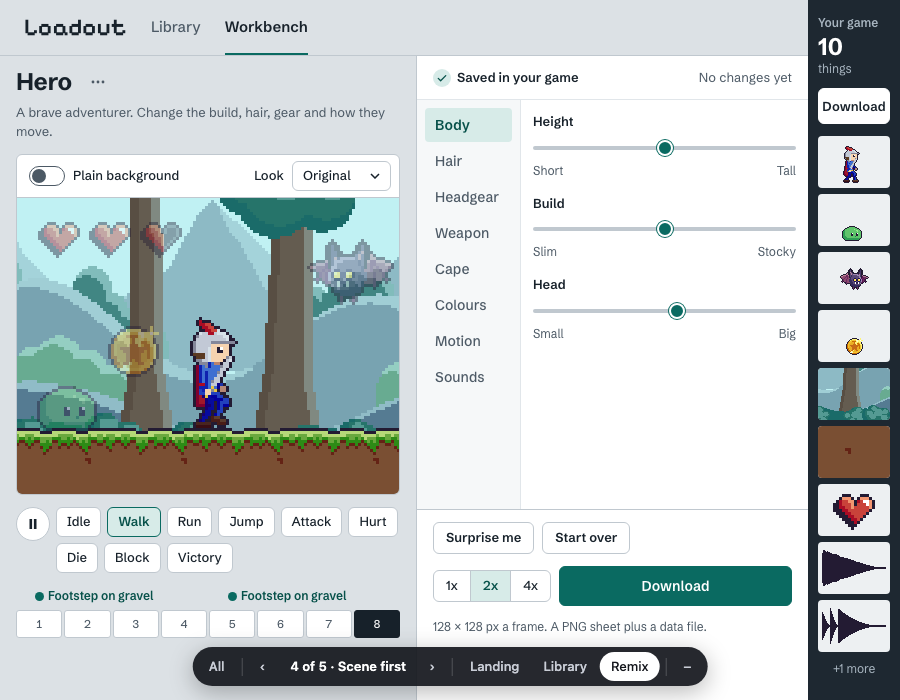 Loadout
Library
Workbench
Your game
10
things
Download
Hero
A brave adventurer. Change the build, hair, gear and how they
move.
Plain background
Look
Original
Saved in your game
No changes yet
Body
Hair
Headgear
Weapon
Cape
Colours
Motion
Sounds
Height
Short
Tall
Build
Slim
Stocky
Head
Small
Big
Idle
Walk
Run
Jump
Attack
Hurt
Die
Block
Victory
Footstep on gravel
Footstep on gravel
1
2
3
4
5
6
7
8
Surprise me
Start over
1x
2x
4x
Download
128 × 128 px a frame. A PNG sheet plus a data file.
+1 more
All
‹
4 of 5 · Scene first
›
Landing
Library
Remix
–